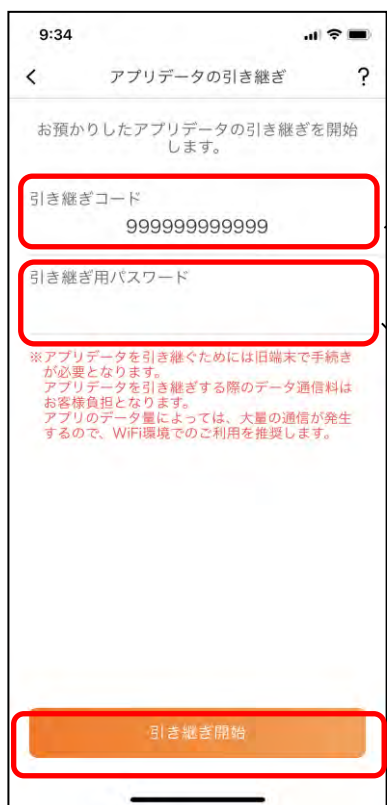 9:34
アプリデータの引き継ぎ
?
お預かりしたアプリデータの引き継ぎを開始
します。
引き継ぎコード
999999999999
引き継ぎ用パスワード
※アプリデータを引き継ぐためには旧端末で手続き
が必要となります。
アプリデータを引き継ぎする際のデータ通信料は
お客様負担となります。
アプリのデータ量によっては、大量の通信が発生
するので、WiFi環境でのご利用を推奨します。
引き継ぎ開始